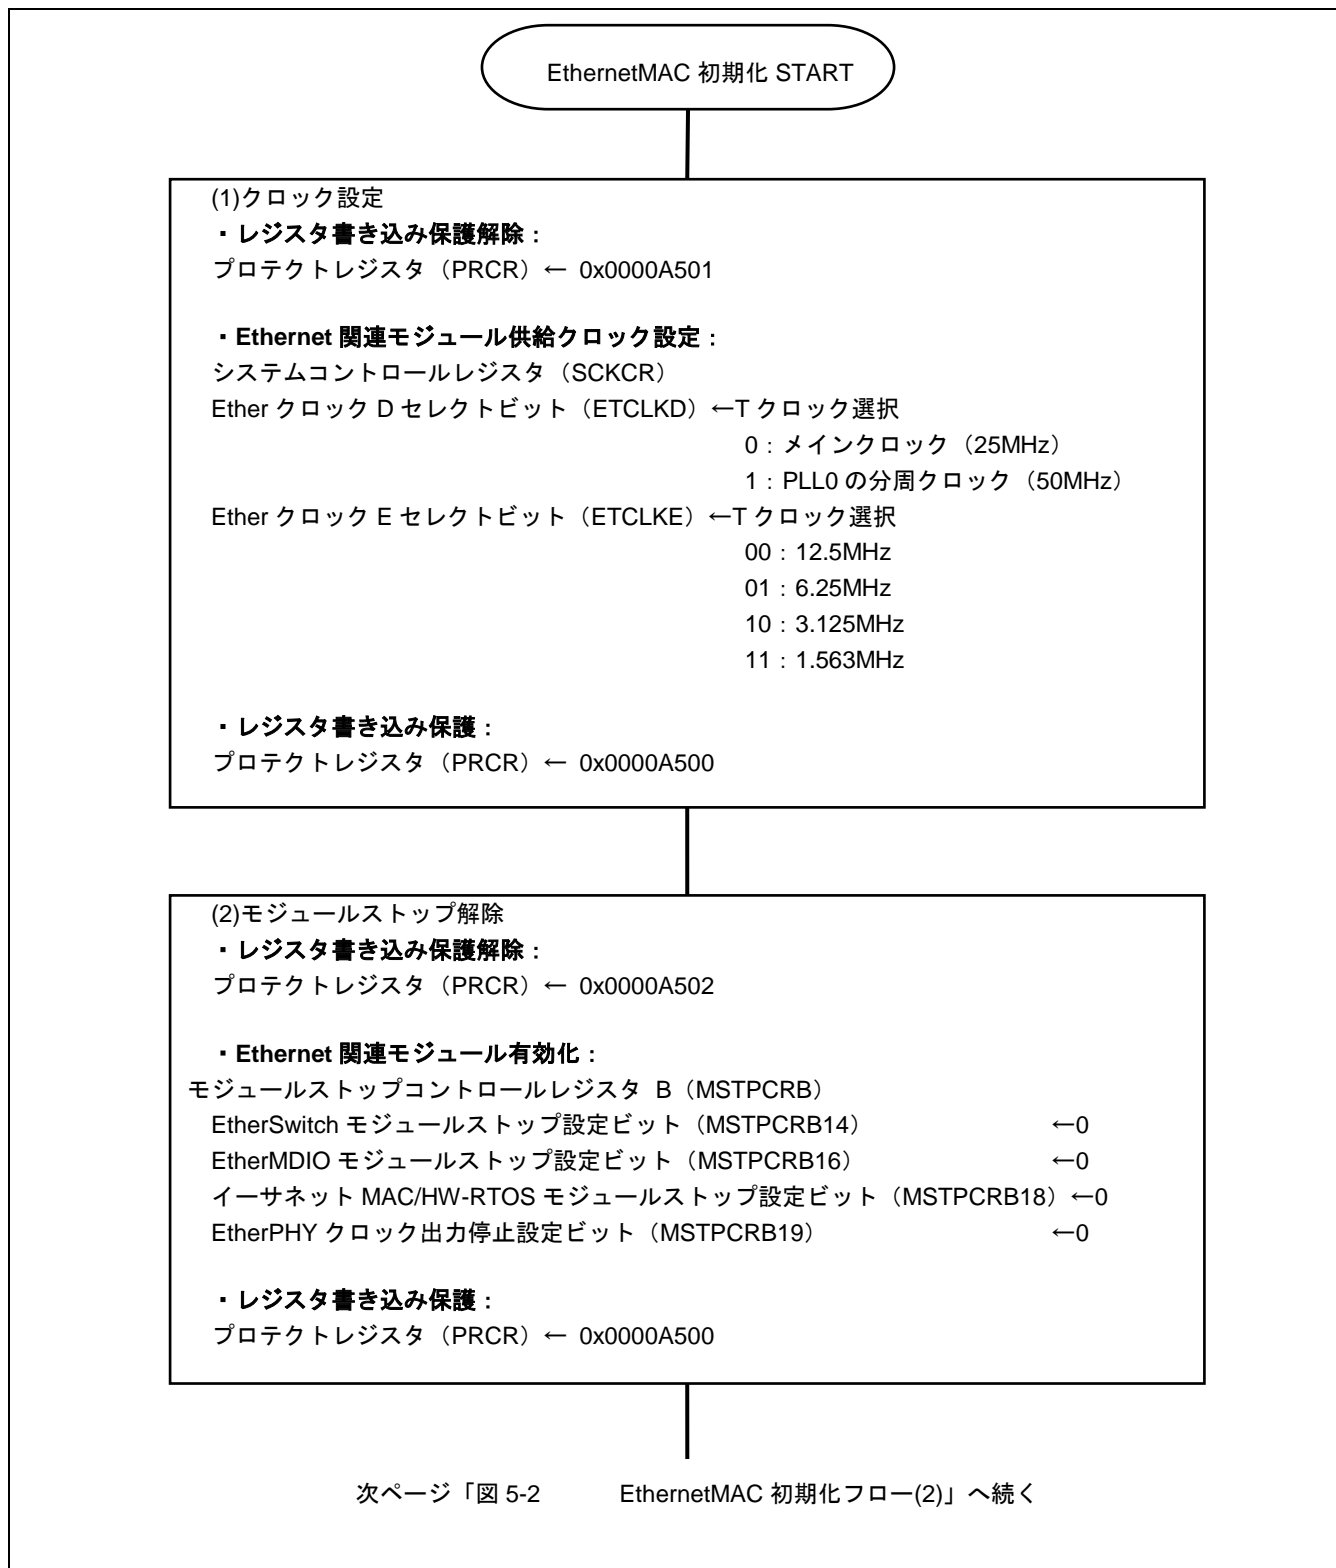 EthernetMAC 初期化 START
(1)クロック設定
・レジスタ書き込み保護解除：
プロテクトレジスタ（PRCR）← 0x0000A501
・Ethernet 関連モジュール供給クロック設定：
システムコントロールレジスタ（SCKCR）
Ether クロック D セレクトビット（ETCLKD）←T クロック選択
0：メインクロック（25MHz）
1：PLL0 の分周クロック（50MHz）
Ether クロック E セレクトビット（ETCLKE）←T クロック選択
00：12.5MHz
01：6.25MHz
10：3.125MHz
11：1.563MHz
・レジスタ書き込み保護：
プロテクトレジスタ（PRCR）← 0x0000A500
(2)モジュールストップ解除
・レジスタ書き込み保護解除：
プロテクトレジスタ（PRCR）← 0x0000A502
・Ethernet 関連モジュール有効化：
モジュールストップコントロールレジスタ B（MSTPCRB）
EtherSwitch モジュールストップ設定ビット（MSTPCRB14） ←0
EtherMDIO モジュールストップ設定ビット（MSTPCRB16） ←0
イーサネット MAC/HW-RTOS モジュールストップ設定ビット（MSTPCRB18）←0
EtherPHY クロック出力停止設定ビット（MSTPCRB19） ←0
・レジスタ書き込み保護：
プロテクトレジスタ（PRCR）← 0x0000A500
次ページ「図 5-2 EthernetMAC 初期化フロー(2)」へ続く